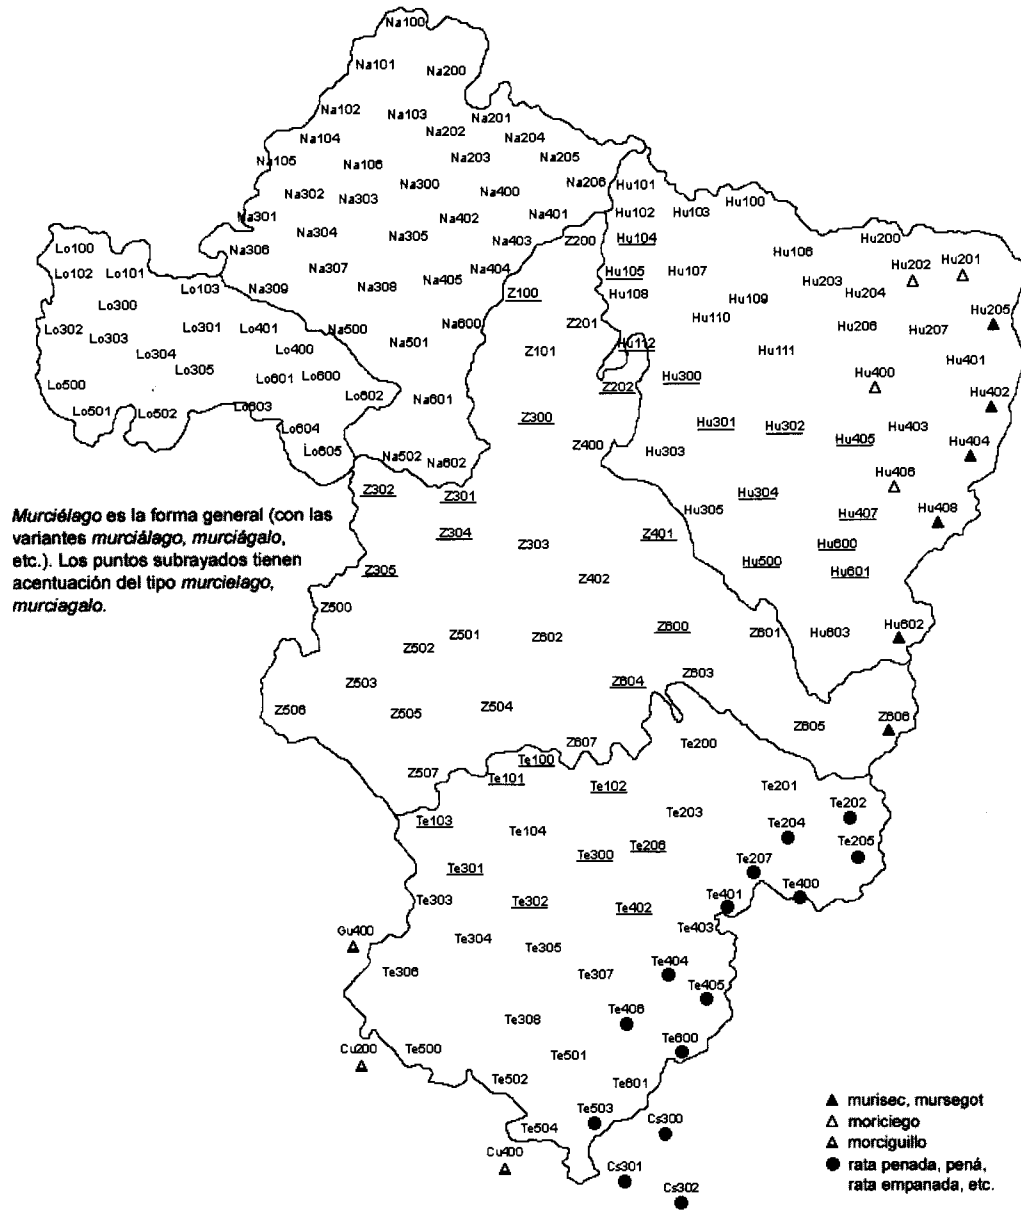 Na100
Na101
Na200
Na102
Na103
Na201
Na104
Na202
Na204
Na105
Na106
Na203
Na205
Na302
Na303
Na300
Na400
Na206
Hu101
Hu100
Na301
Na402
Na401
Hu102
Hu103
Na304
Na305
Na403
Z200
Hu104
Hu200
Lo100
Na306
Hu106
Hu201
Lo102
Lo101
Na307
Na404
Hu105
Hu107
Hu202
Lo103
Na309
Na308
Na405
Z100
Hu108
Hu203
Hu204
Lo300
Hu109
Hu205
Lo302
Lo303
Lo301
Lo401
Na500
Na600
Z201
Hu110
Hu206
Hu207
Lo304
Lo400
Na501
Z101
Hu112
Hu111
Hu401
Lo305
Lo601
Lo600
Hu300
Hu400
Lo500
Lo602
Na601
Z202
Hu402
Lo501
Lo502
Lo603
Z300
Hu301
Hu302
Hu403
Lo604
Z400
Hu405
Hu404
Lo605
Na502
Na602
Hu303
Hu406
Z302
Z301
Hu304
Hu305
Hu407
Hu408
Murciélago es la forma general (con las
variantes murciálago, murciágalo,
etc.). Los puntos subrayados tienen
acentuación del tipo murcielago,
murciagalo.
Z304
Z303
Z401
Hu600
Z305
Z402
Hu500
Hu601
Z500
Z502
Z501
Z602
Z600
Z601
Hu603
Hu602
Z503
Z604
Z603
Z506
Z505
Z504
Z605
Z606
Z507
Z607
Te200
Te100
Te101
Te102
Te201
Te103
Te104
Te203
Te204
Te202
Te301
Te300
Te206
Te207
Te205
Te303
Te302
Te402
Te401
Te400
Gu400
Te304
Te305
Te403
Te306
Te307
Te404
Te405
Te308
Te406
Cu200
Te500
Te501
Te600
Te502
Te601
Te504
Te503
Cs300
Cu400
Cs301
Cs302
murisec, mursegot
moriciego
morciguillo
rata penada, pená,
rata empanada, etc.